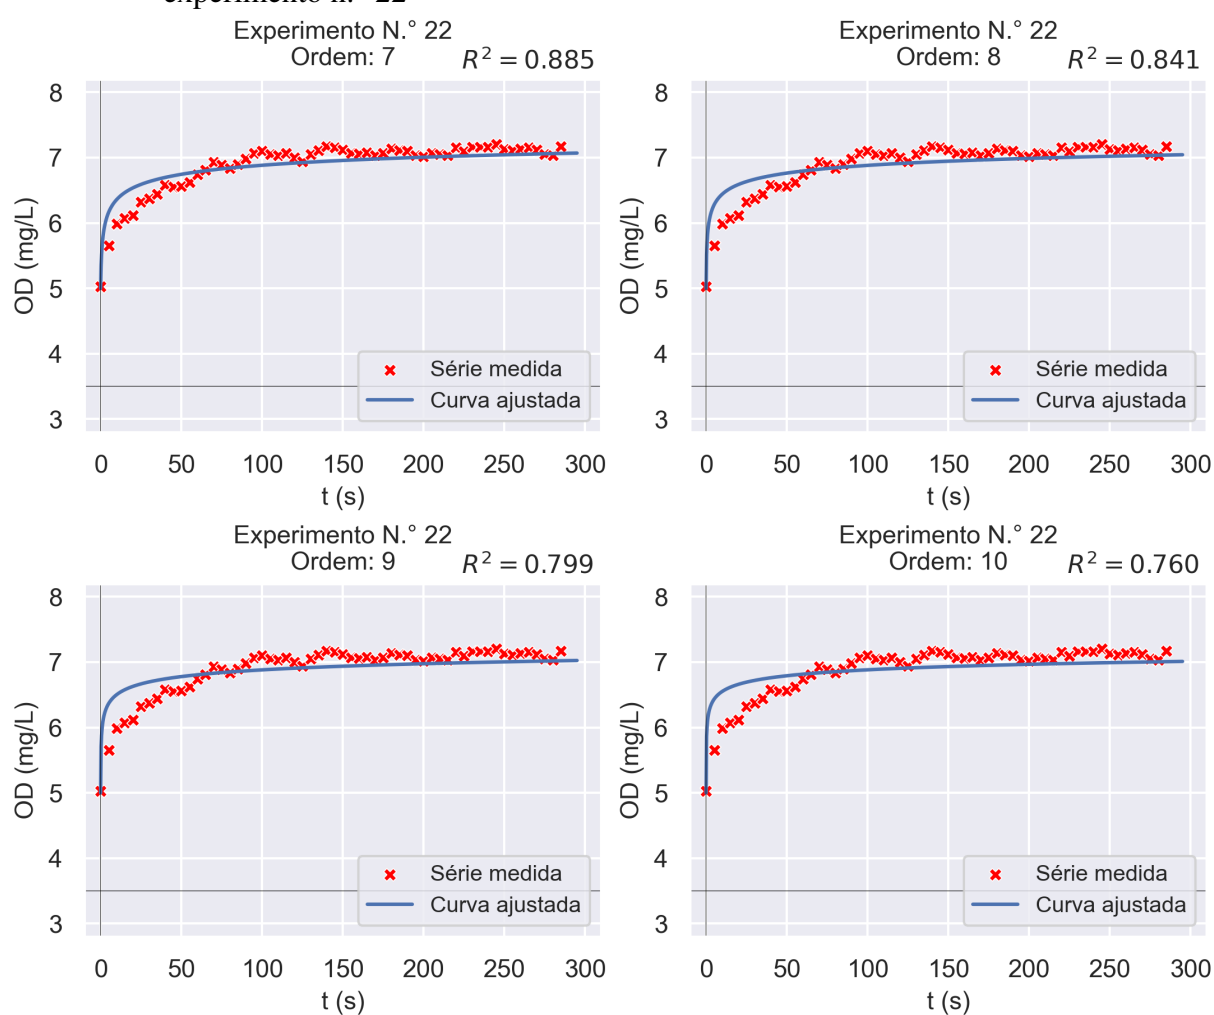 experimento n.° 22
Experimento N.° 22
Ordem: 7
R² = 0.885
8
7
6
5
4
3
OD (mg/L)
Série medida
Curva ajustada
0 50 100 150 200 250 300
t (s)
Experimento N.° 22
Ordem: 8
R² = 0.841
8
7
6
5
4
3
OD (mg/L)
Série medida
Curva ajustada
0 50 100 150 200 250 300
t (s)
Experimento N.° 22
Ordem: 9
R² = 0.799
8
7
6
5
4
3
OD (mg/L)
Série medida
Curva ajustada
0 50 100 150 200 250 300
t (s)
Experimento N.° 22
Ordem: 10
R² = 0.760
8
7
6
5
4
3
OD (mg/L)
Série medida
Curva ajustada
0 50 100 150 200 250 300
t (s)